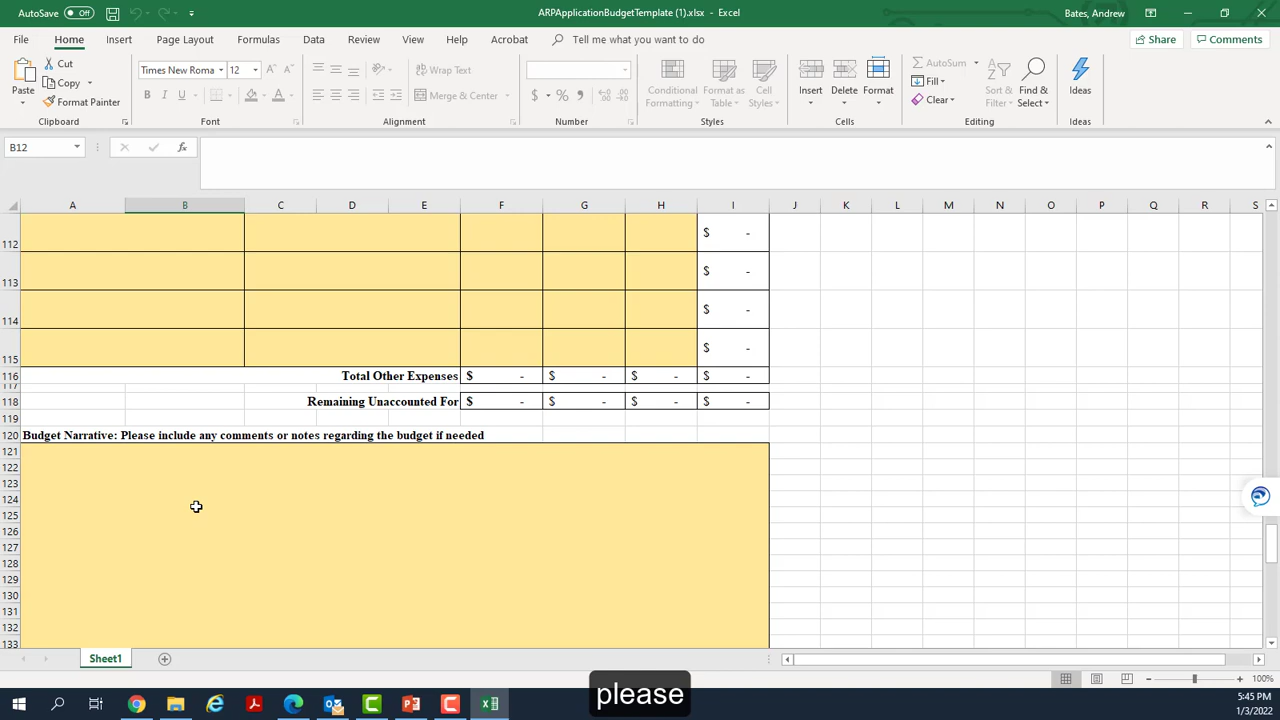 AutoSave Off ARPApplicationBudgetTemplate (1).xlsx - Excel Bates, Andrew
File Home Insert Page Layout Formulas Data Review View Help Acrobat Tell me what you want to do Share Comments
Paste Cut Copy Format Painter
Clipboard
Times New Roma 12
B I U A
Font
Wrap Text
Merge & Center
Alignment
$ % ,
Number
Conditional Formatting
Format as Table
Cell Styles
Styles
Insert Delete Format
Cells
AutoSum
Fill
Clear
Sort & Filter
Find & Select
Editing
Ideas
Ideas
B12 fx
A B C D E F G H I J K L M N O P Q R S
112 $ -
113 $ -
114 $ -
115 $ -
116 Total Other Expenses $ - $ - $ - $ -
117
118 Remaining Unaccounted For $ - $ - $ - $ -
119
120 Budget Narrative: Please include any comments or notes regarding the budget if needed
121
122
123
124
125
126
127
128
129
130
131
132
133
Sheet1
100%
please
5:45 PM
1/3/2022